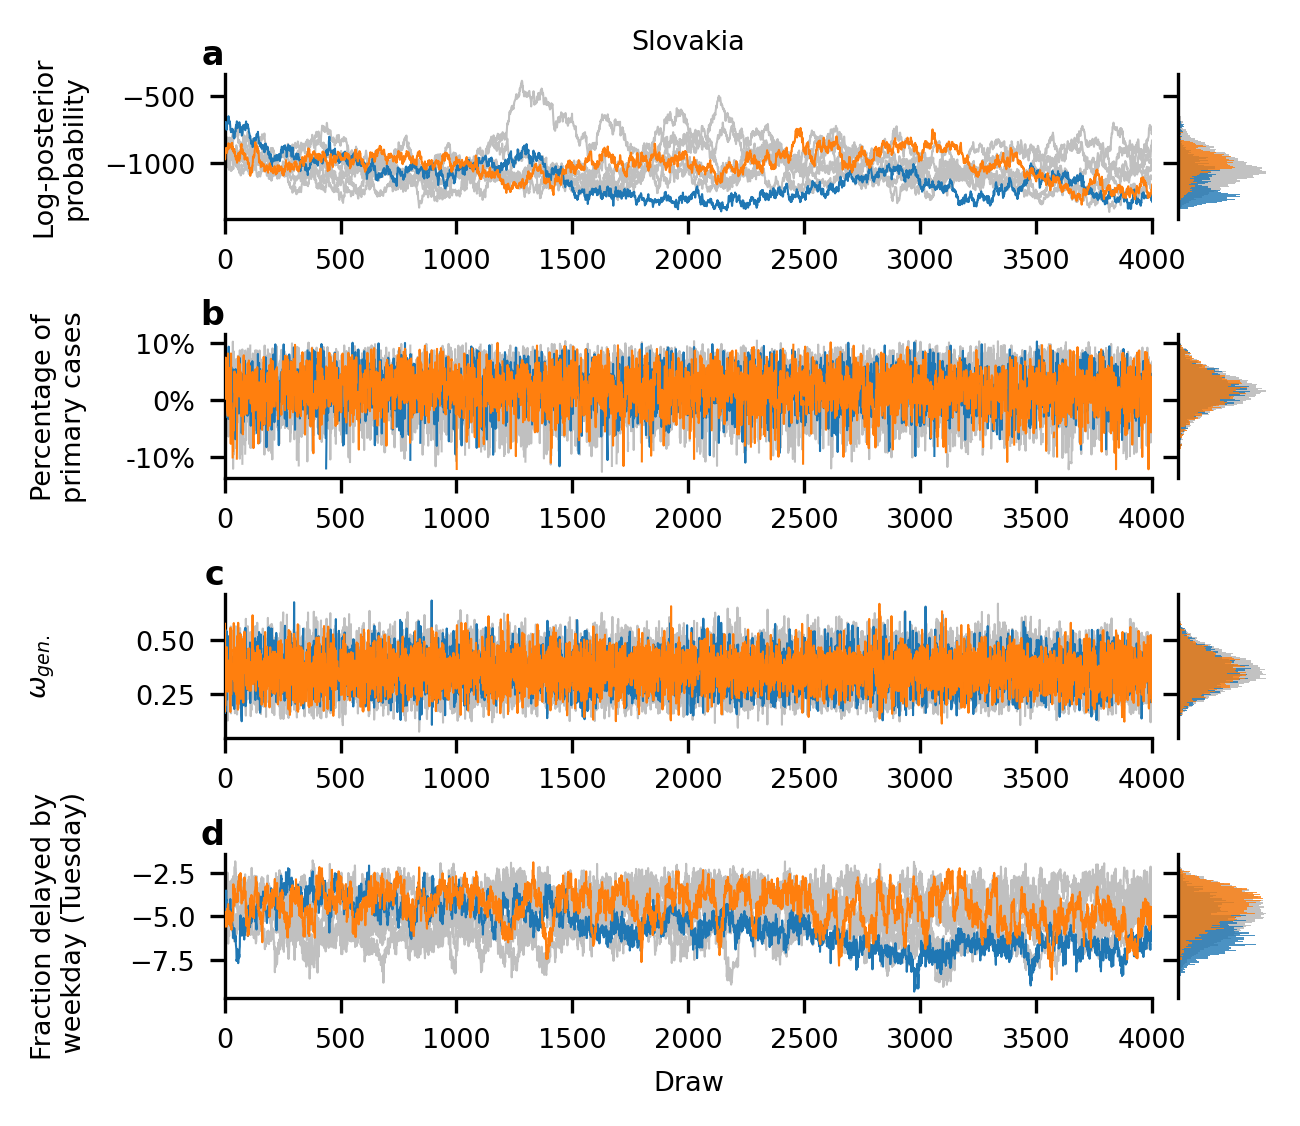 Slovakia
a
Log-posterior
probability
−500
−1000
0 500 1000 1500 2000 2500 3000 3500 4000
b
Percentage of
primary cases
10%
0%
-10%
0 500 1000 1500 2000 2500 3000 3500 4000
c
ω_gen.
0.50
0.25
0 500 1000 1500 2000 2500 3000 3500 4000
d
Fraction delayed by
weekday (Tuesday)
−2.5
−5.0
−7.5
0 500 1000 1500 2000 2500 3000 3500 4000
Draw